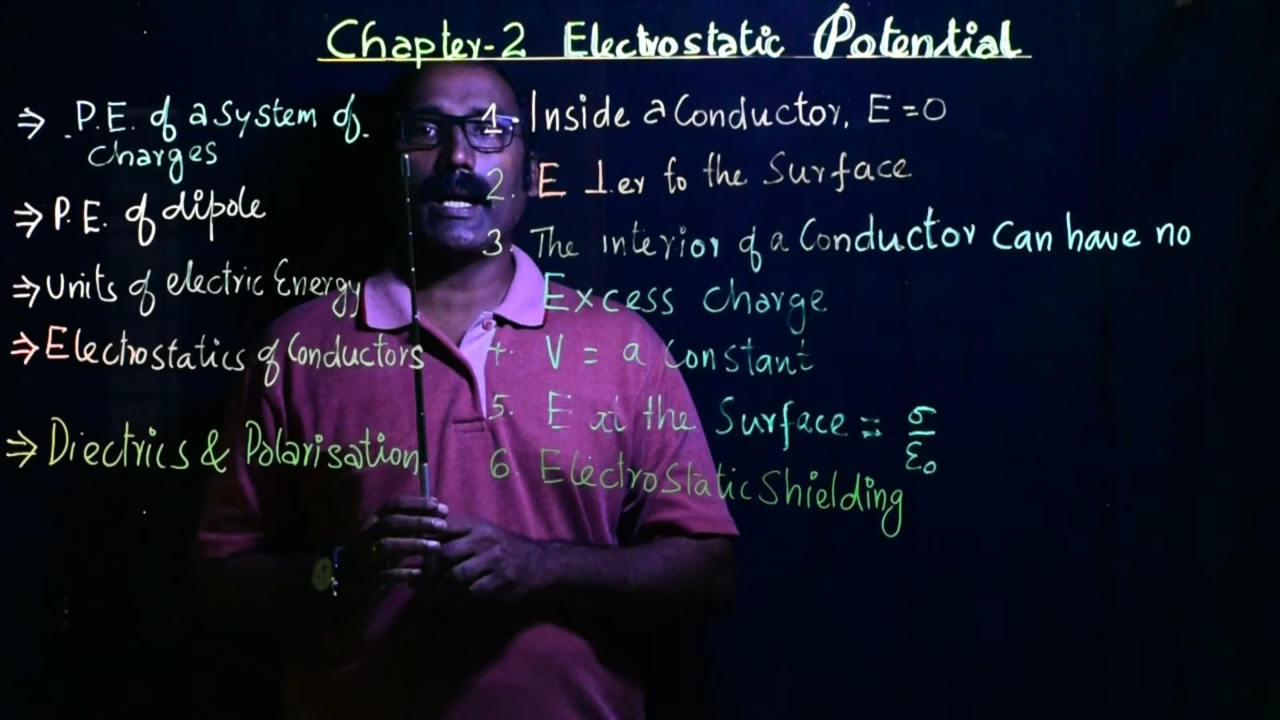 Chapter-2 Electrostatic Potential
⇒ P.E. of a system of
charges
⇒ P.E. of dipole
⇒ Units of electric Energy
⇒ Electrostatics of Conductors
⇒ Diectrics & Polarisation
1. Inside a Conductor, E = 0
2. E ⊥er to the Surface
3. The interior of a Conductor Can have no
Excess charge
4. V = a Constant
5. E at the Surface = σ/ε₀
6. Electrostatic Shielding